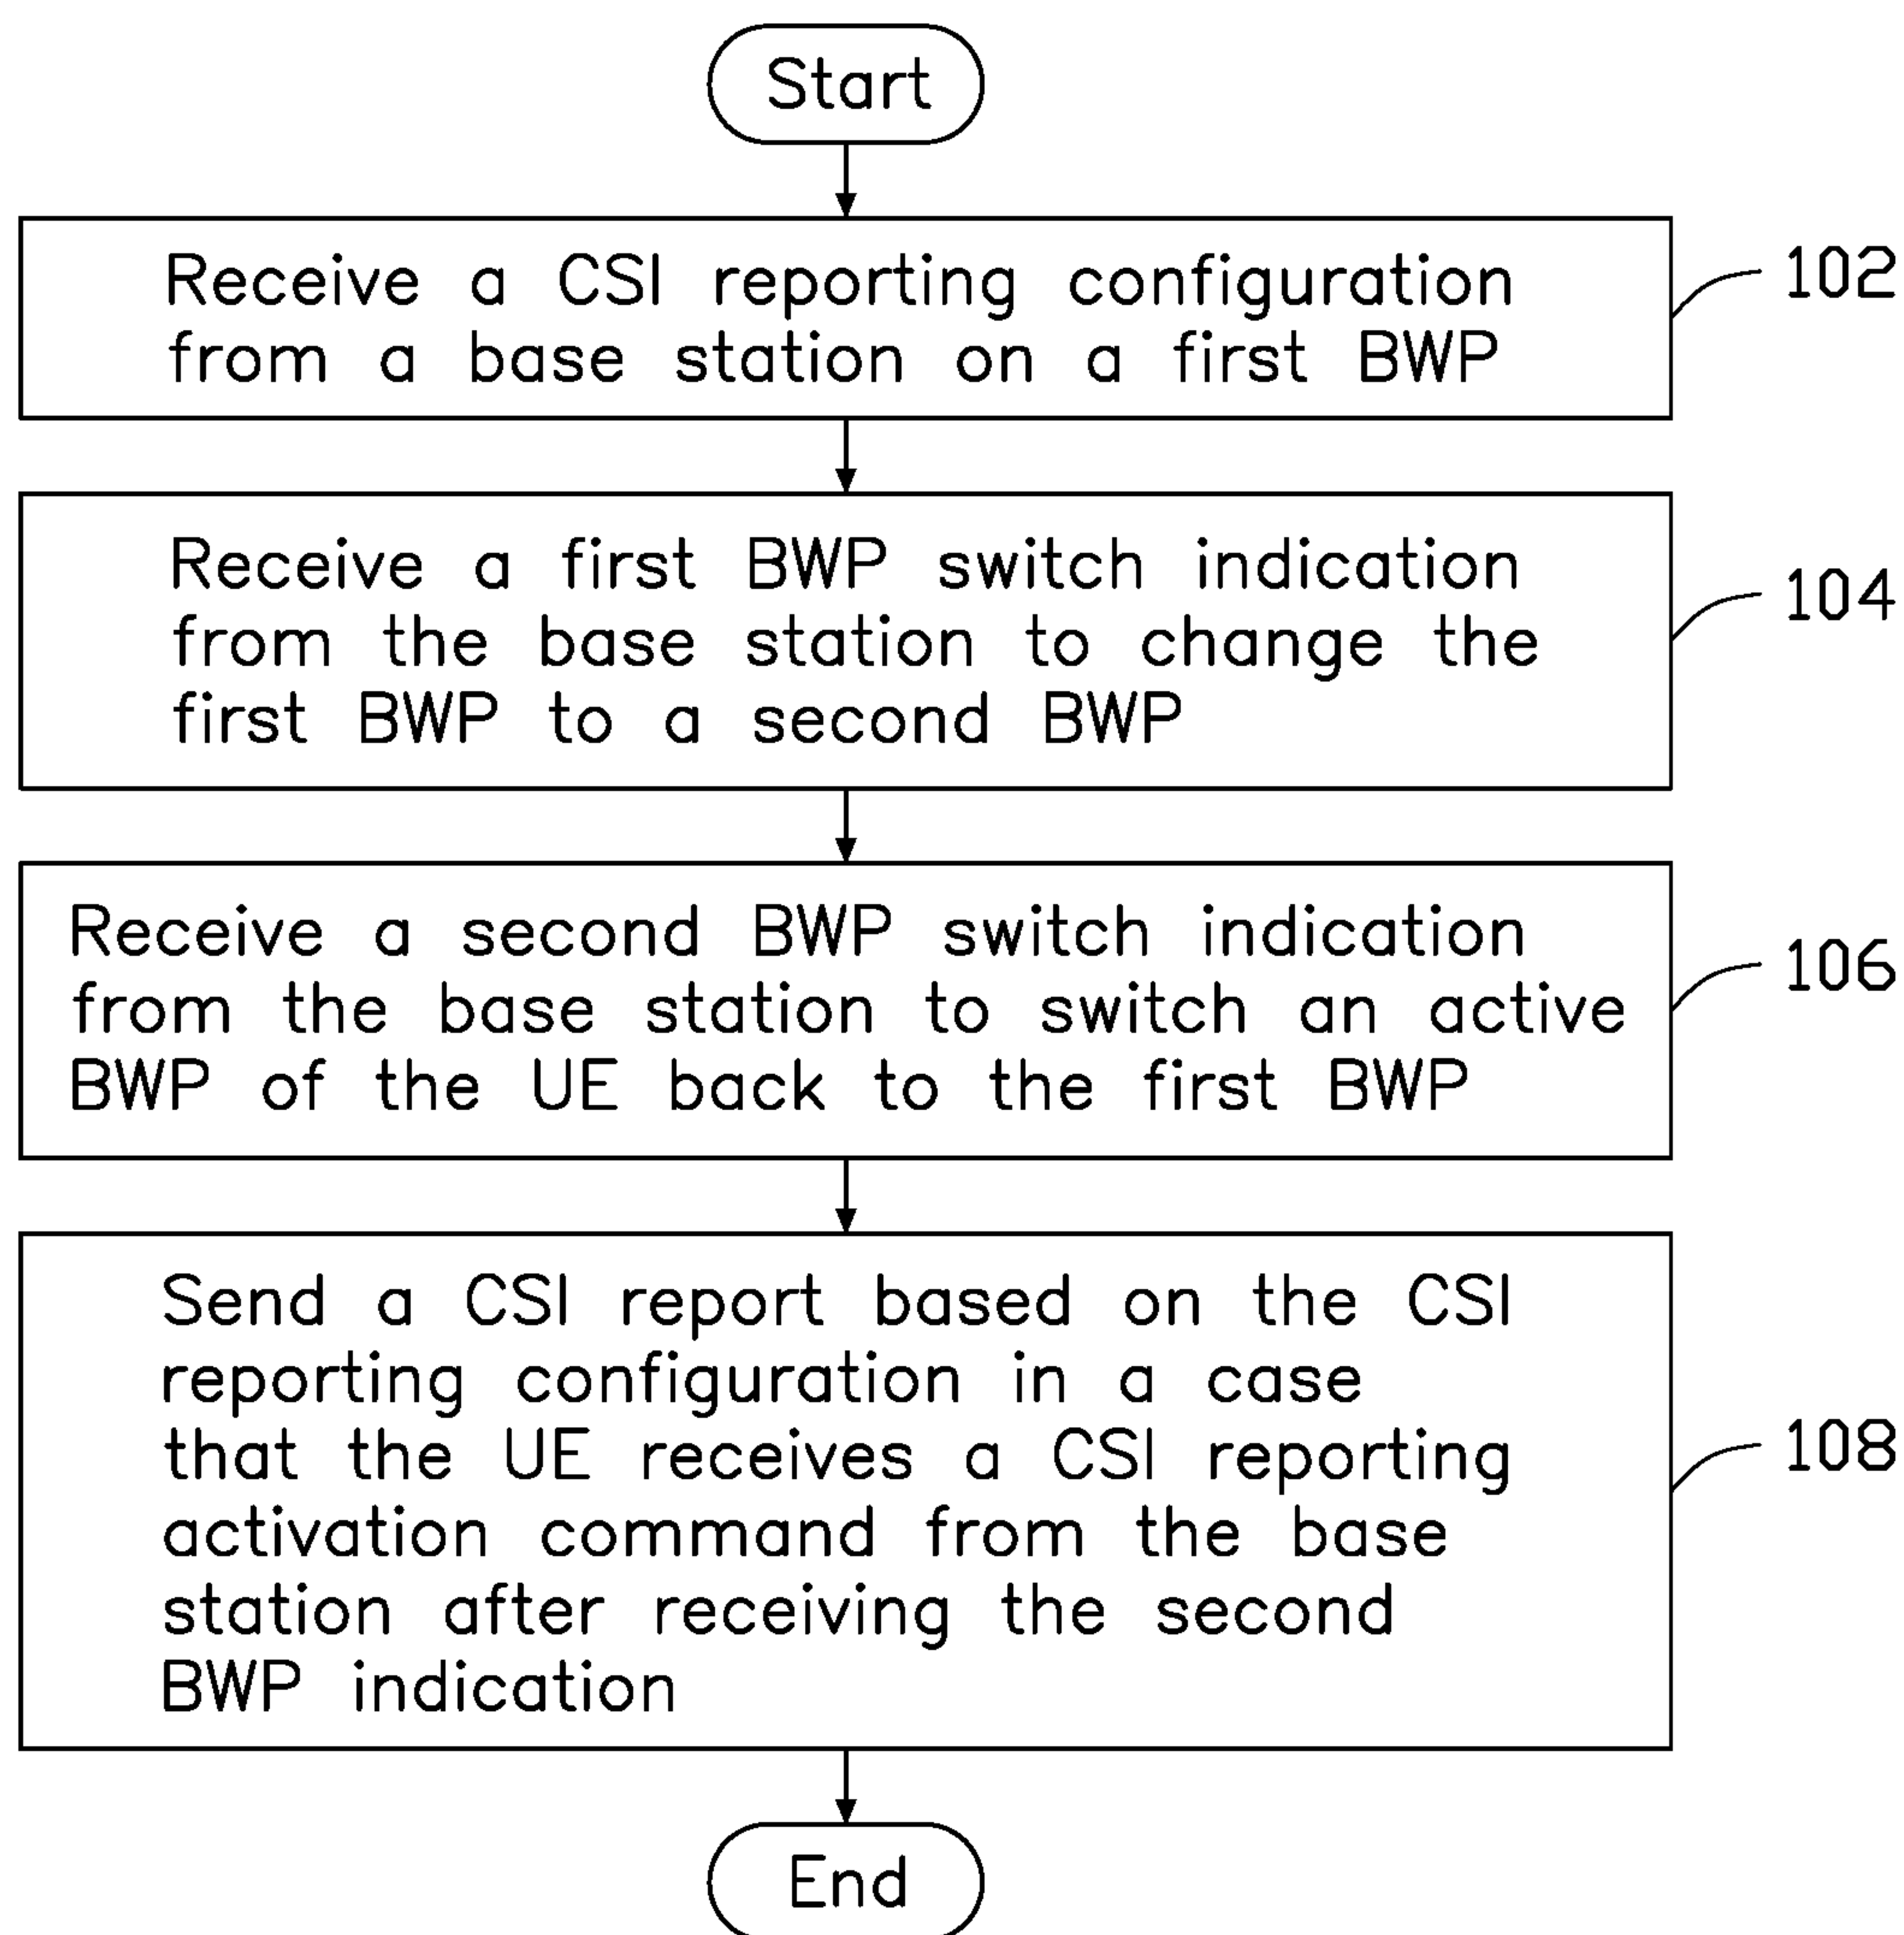 Start
Receive a CSI reporting configuration
from a base station on a first BWP
102
Receive a first BWP switch indication
from the base station to change the
first BWP to a second BWP
104
Receive a second BWP switch indication
from the base station to switch an active
BWP of the UE back to the first BWP
106
Send a CSI report based on the CSI
reporting configuration in a case
that the UE receives a CSI reporting
activation command from the base
station after receiving the second
BWP indication
108
End